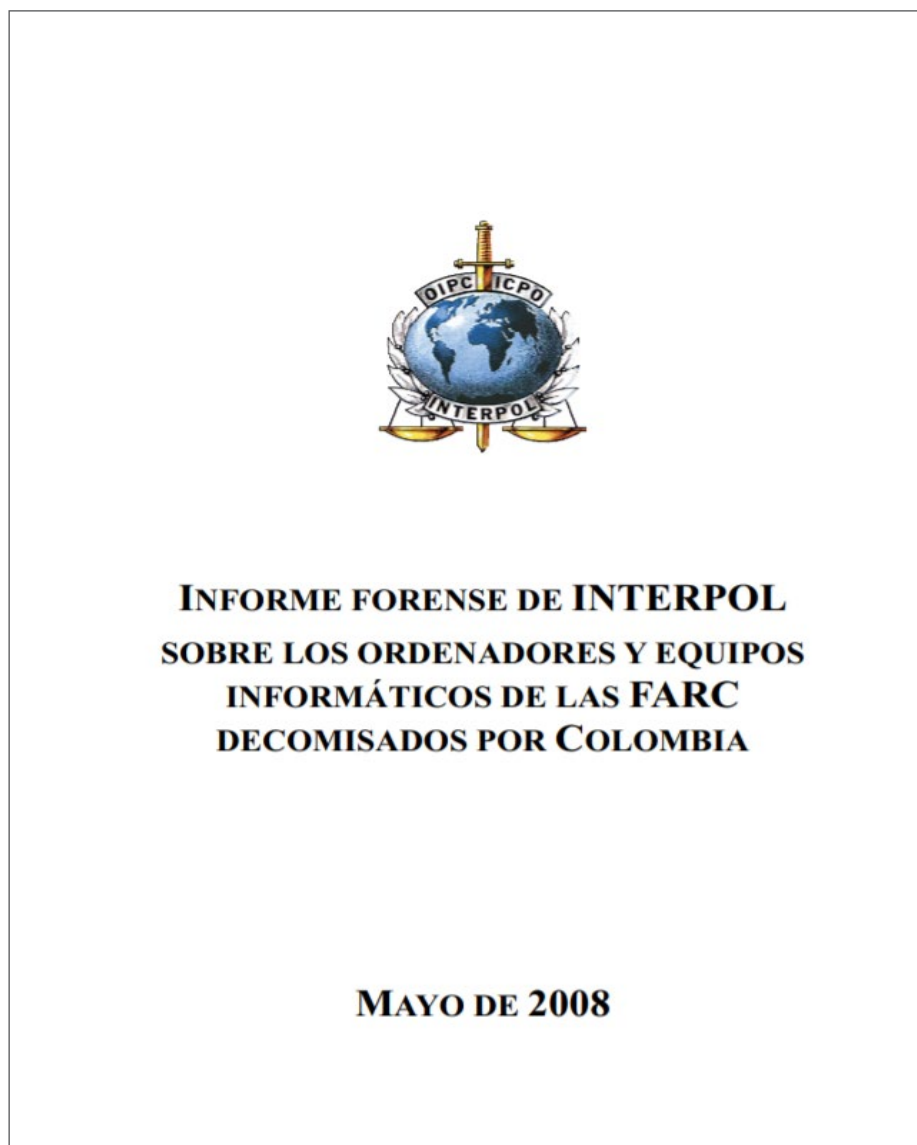 OIPC ICPO
INTERPOL
INFORME FORENSE DE INTERPOL
SOBRE LOS ORDENADORES Y EQUIPOS
INFORMÁTICOS DE LAS FARC
DECOMISADOS POR COLOMBIA
MAYO DE 2008